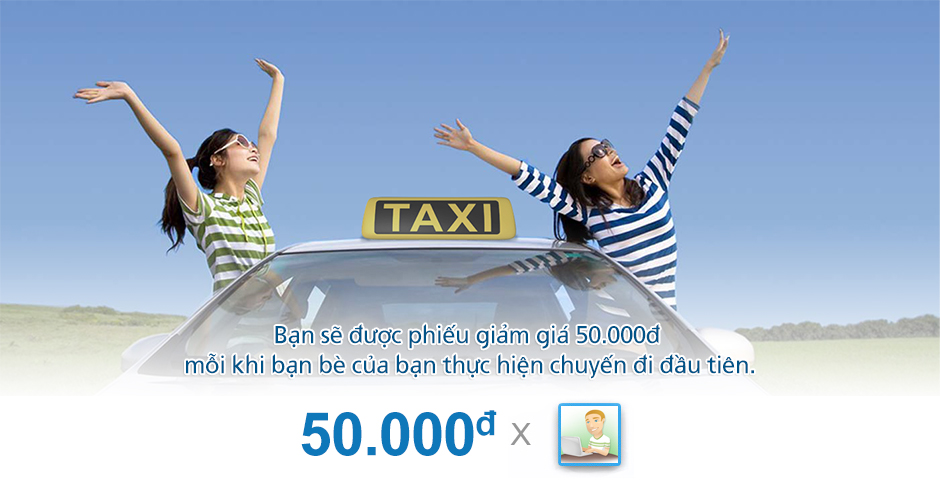 TAXI
Bạn sẽ được phiếu giảm giá 50.000đ
mỗi khi bạn bè của bạn thực hiện chuyến đi đầu tiên.
50.000đ x